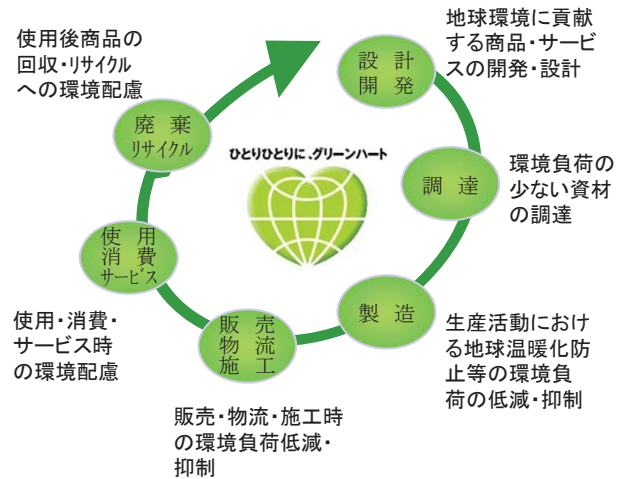 地球環境に貢献
する商品・サービ
スの開発・設計
設計
開発
環境負荷の
少ない資材
の調達
調達
生産活動におけ
る地球温暖化防
止等の環境負
荷の低減・抑制
製造
販売・物流・施工時
の環境負荷低減・
抑制
販売
物流
施工
使用・消費・
サービス時
の環境配慮
使用
消費
サービス
使用後商品の
回収・リサイクル
への環境配慮
廃棄
リサイクル
ひとりひとりに、グリーンハート